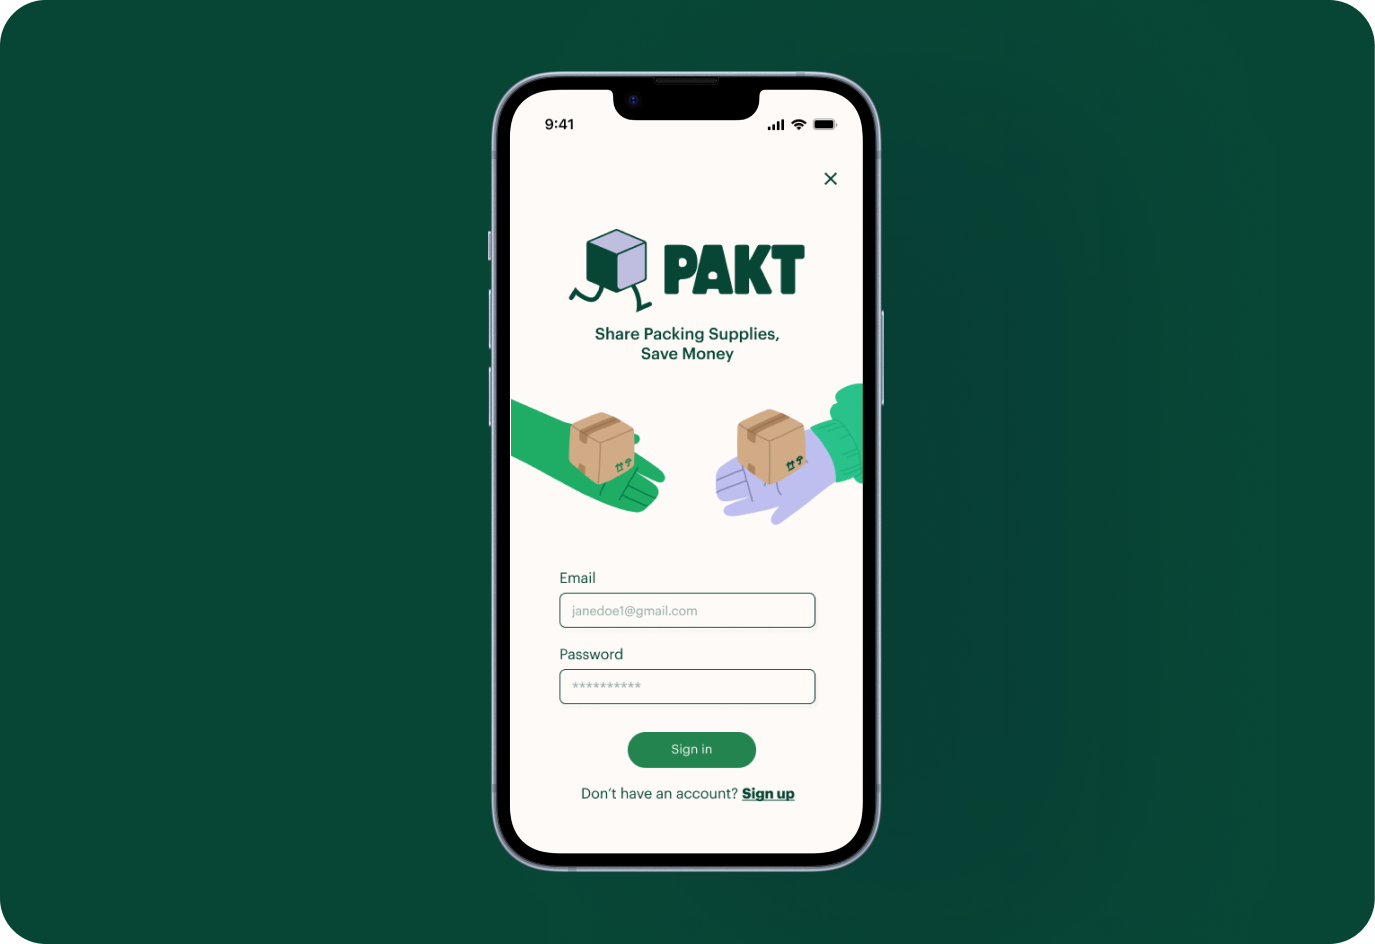 9:41
PAKT
Share Packing Supplies,
Save Money
Email
janedoe1@gmail.com
Password
**********
Sign in
Don't have an account? Sign up